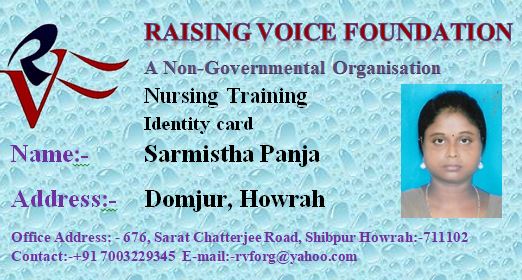 RAISING VOICE FOUNDATION
A Non-Governmental Organisation
Nursing Training
Identity card
Name:- Sarmistha Panja
Address:- Domjur, Howrah
Office Address: - 676, Sarat Chatterjee Road, Shibpur Howrah:-711102
Contact:-+91 7003229345 E-mail:-rvforg@yahoo.com